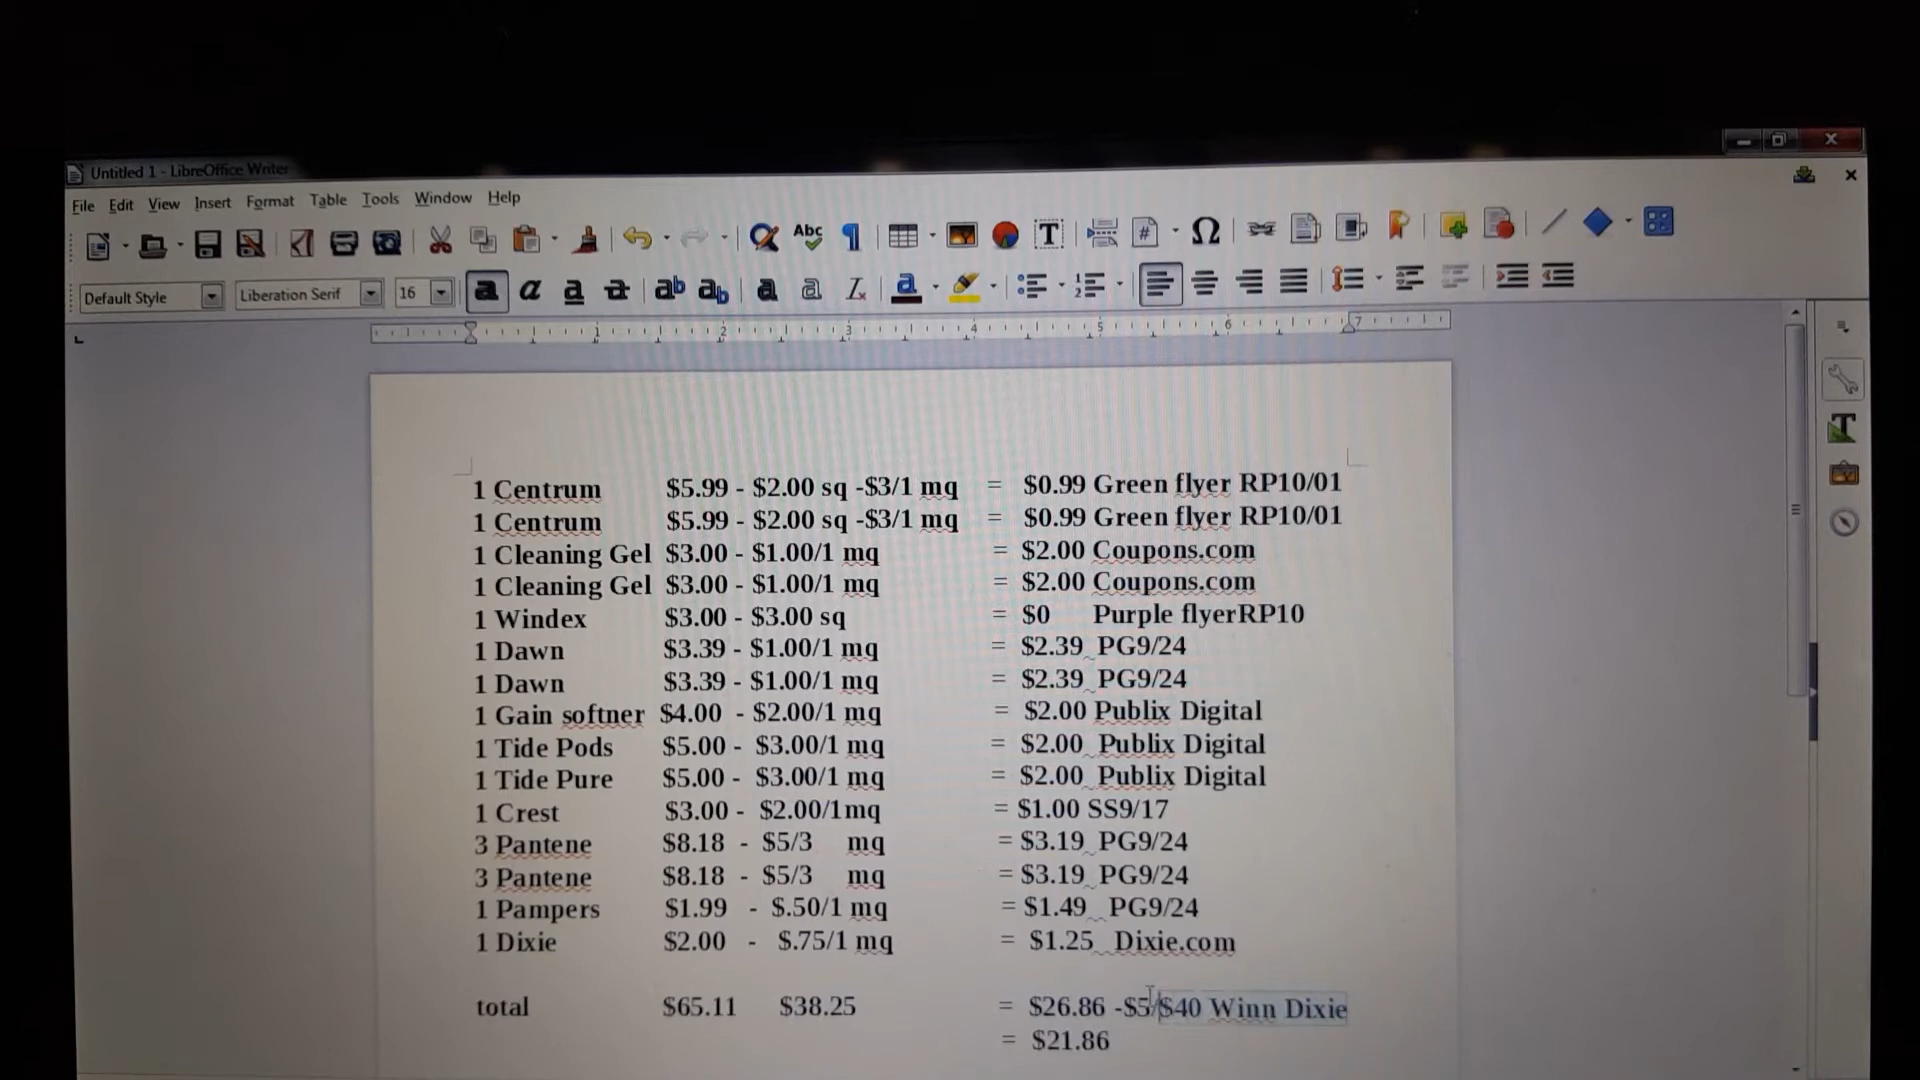 Untitled 1 - LibreOffice Writer
File Edit View Insert Format Table Tools Window Help
Abc
Default Style Liberation Serif 16
1 2 3 4 5 6 7
1 Centrum $5.99 - $2.00 sq -$3/1 mq = $0.99 Green flyer RP10/01
1 Centrum $5.99 - $2.00 sq -$3/1 mq = $0.99 Green flyer RP10/01
1 Cleaning Gel $3.00 - $1.00/1 mq = $2.00 Coupons.com
1 Cleaning Gel $3.00 - $1.00/1 mq = $2.00 Coupons.com
1 Windex $3.00 - $3.00 sq = $0 Purple flyerRP10
1 Dawn $3.39 - $1.00/1 mq = $2.39 PG9/24
1 Dawn $3.39 - $1.00/1 mq = $2.39 PG9/24
1 Gain softner $4.00 - $2.00/1 mq = $2.00 Publix Digital
1 Tide Pods $5.00 - $3.00/1 mq = $2.00 Publix Digital
1 Tide Pure $5.00 - $3.00/1 mq = $2.00 Publix Digital
1 Crest $3.00 - $2.00/1mq = $1.00 SS9/17
3 Pantene $8.18 - $5/3 mq = $3.19 PG9/24
3 Pantene $8.18 - $5/3 mq = $3.19 PG9/24
1 Pampers $1.99 - $.50/1 mq = $1.49 PG9/24
1 Dixie $2.00 - $.75/1 mq = $1.25 Dixie.com
total $65.11 $38.25 = $26.86 -$5/$40 Winn Dixie
= $21.86